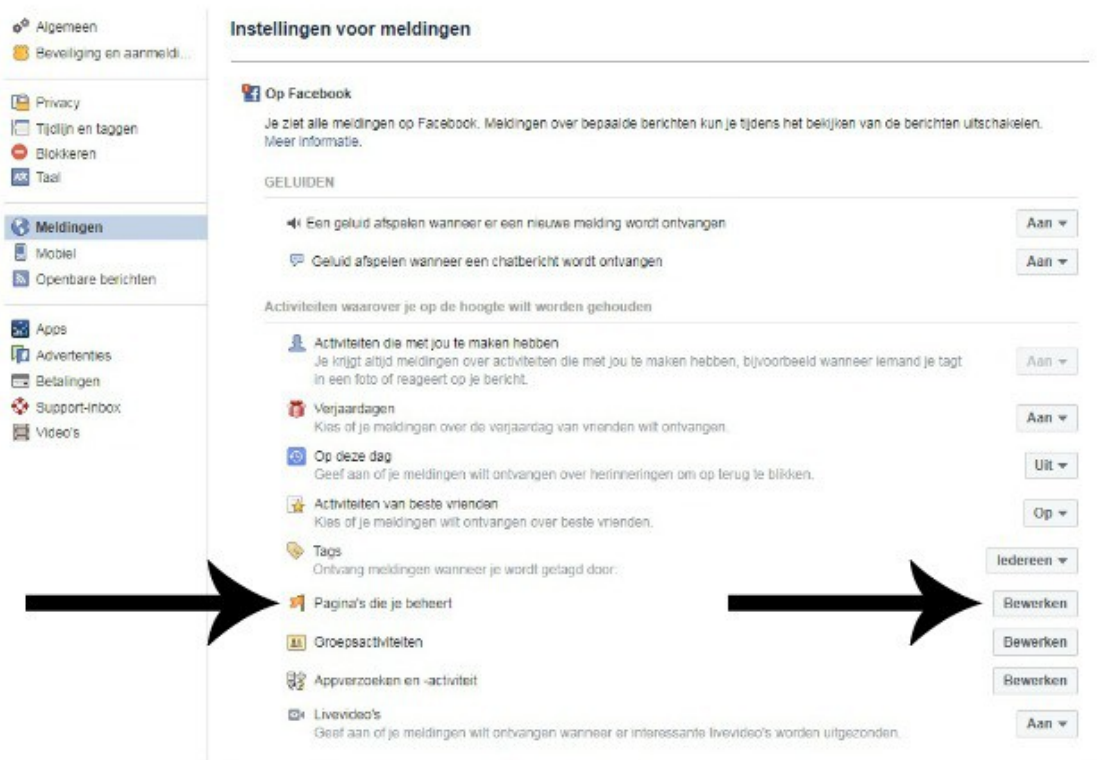 Algemeen
Beveiliging en aanmeldi...
Privacy
Tijdlijn en taggen
Blokkeren
Taal
Meldingen
Mobiel
Openbare berichten
Apps
Advertenties
Betalingen
Support-inbox
Video's
Instellingen voor meldingen
Op Facebook
Je ziet alle meldingen op Facebook. Meldingen over bepaalde berichten kun je tijdens het bekijken van de berichten uitschakelen.
Meer informatie.
GELUIDEN
Een geluid afspelen wanneer er een nieuwe melding wordt ontvangen Aan
Geluid afspelen wanneer een chatbericht wordt ontvangen Aan
Activiteiten waarover je op de hoogte wilt worden gehouden
Activiteiten die met jou te maken hebben
Je krijgt altijd meldingen over activiteiten die met jou te maken hebben, bijvoorbeeld wanneer iemand je tagt Aan
in een foto of reageert op je bericht.
Verjaardagen
Kies of je meldingen over de verjaardag van vrienden wilt ontvangen. Aan
Op deze dag
Geef aan of je meldingen wilt ontvangen over herinneringen om op terug te blikken. Uit
Activiteiten van beste vrienden
Kies of je meldingen wilt ontvangen over beste vrienden. Op
Tags
Ontvang meldingen wanneer je wordt getagd door: Iedereen
Pagina's die je beheert Bewerken
Groepsactiviteiten Bewerken
Appverzoeken en -activiteit Bewerken
Livevideo's
Geef aan of je meldingen wilt ontvangen wanneer er interessante livevideo's worden uitgezonden. Aan